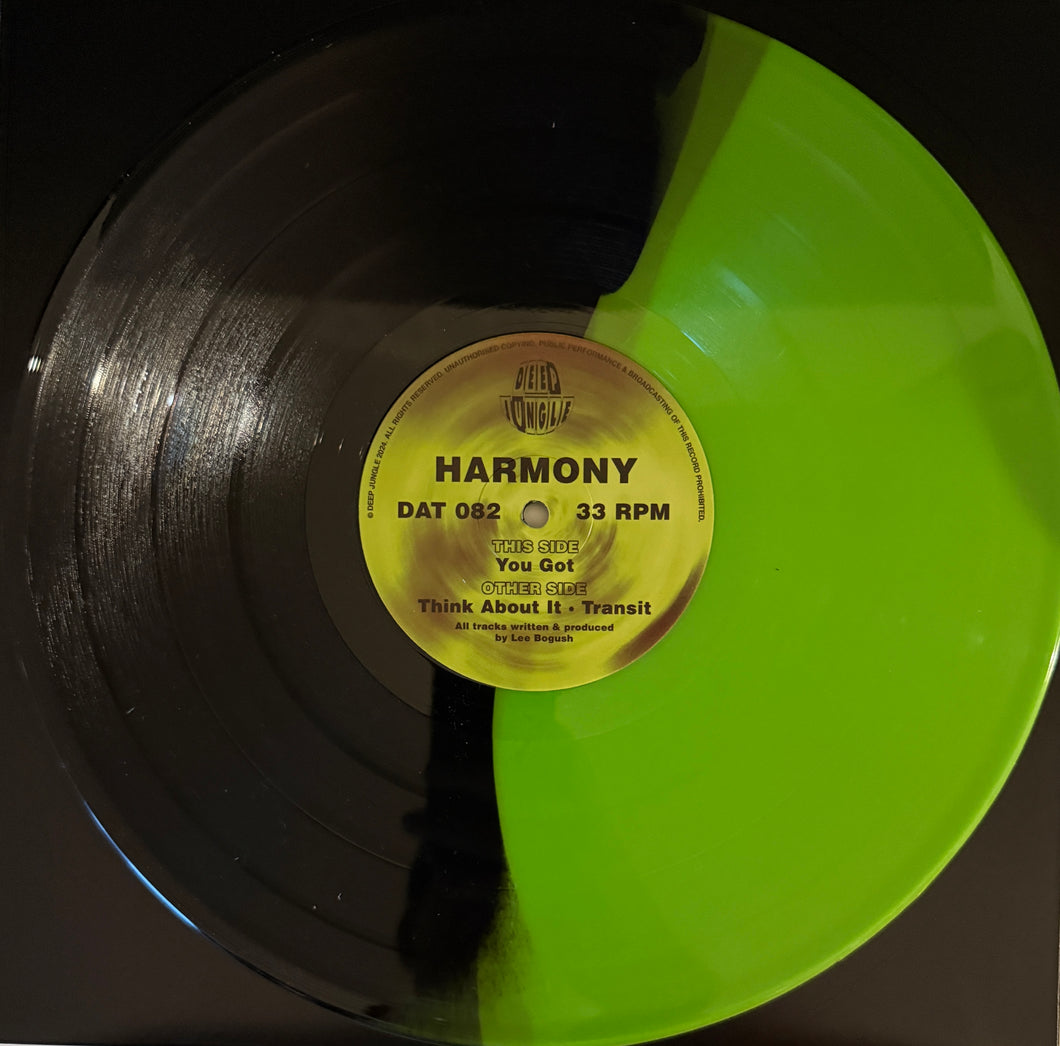 © DEEP JUNGLE 2024. ALL RIGHTS RESERVED. UNAUTHORISED COPYING, PUBLIC PERFORMANCE & BROADCASTING OF THIS RECORD PROHIBITED.
DEEP
JUNGLE
HARMONY
DAT 082 33 RPM
THIS SIDE
You Got
OTHER SIDE
Think About It • Transit
All tracks written & produced
by Lee Bogush